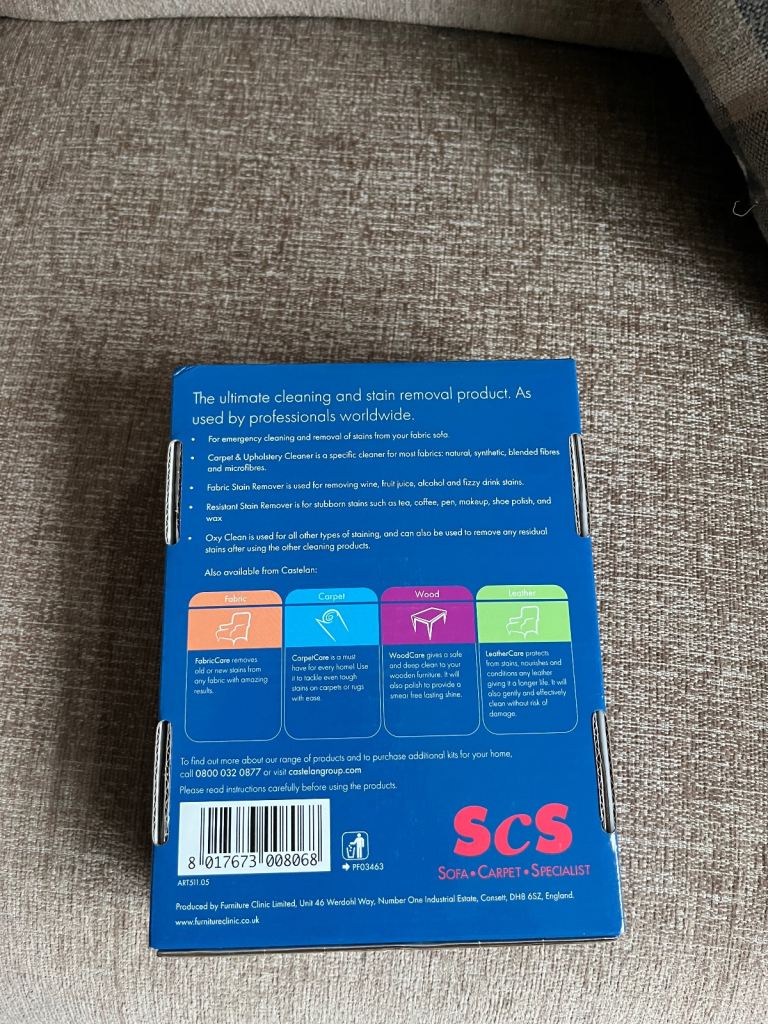 The ultimate cleaning and stain removal product. As
used by professionals worldwide.
• For emergency cleaning and removal of stains from your fabric sofa.
• Carpet & Upholstery Cleaner is a specific cleaner for most fabrics: natural, synthetic, blended fibres
and microfibres.
• Fabric Stain Remover is used for removing wine, fruit juice, alcohol and fizzy drink stains.
• Resistant Stain Remover is for stubborn stains such as tea, coffee, pen, makeup, shoe polish, and
wax
• Oxy Clean is used for all other types of staining, and can also be used to remove any residual
stains after using the other cleaning products.
Also available from Castelan:
Fabric
FabricCare removes
old or new stains from
any fabric with amazing
results.
Carpet
CarpetCare is a must
have for every home! Use
it to tackle even tough
stains on carpets or rugs
with ease.
Wood
WoodCare gives a safe
and deep clean to your
wooden furniture. It will
also polish to provide a
smear free lasting shine.
Leather
LeatherCare protects
from stains, nourishes and
conditions any leather
giving it a longer life. It will
also gently and effectively
clean without risk of
damage.
To find out more about our range of products and to purchase additional kits for your home,
call 0800 032 0877 or visit castelangroup.com
Please read instructions carefully before using the products.
8 017673 008068
PF03463
ART511.05
ScS
SOFA • CARPET • SPECIALIST
Produced by Furniture Clinic Limited, Unit 46 Werdohl Way, Number One Industrial Estate, Consett, DH8 6SZ, England.
www.furnitureclinic.co.uk